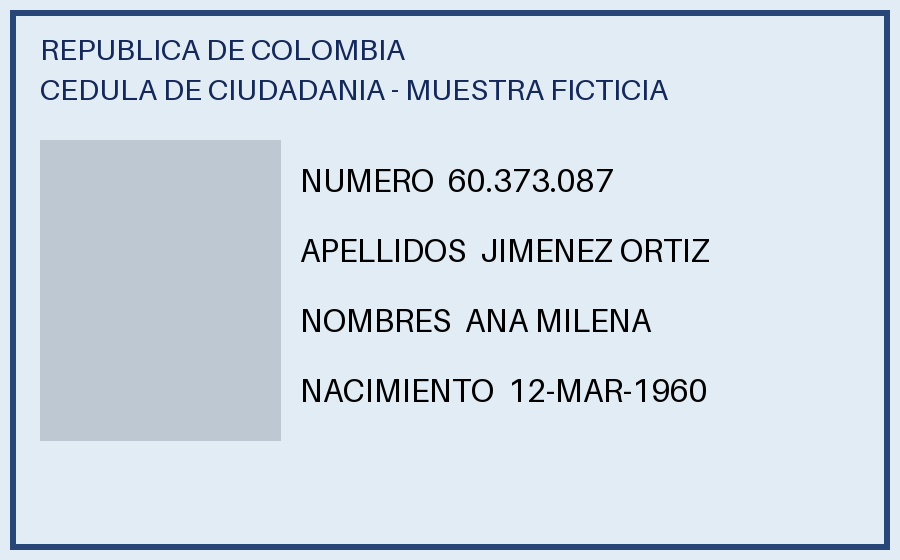 REPUBLICA DE COLOMBIA
CEDULA DE CIUDADANIA - MUESTRA FICTICIA
NUMERO 60.373.087
APELLIDOS JIMENEZ ORTIZ
NOMBRES ANA MILENA
NACIMIENTO 12-MAR-1960